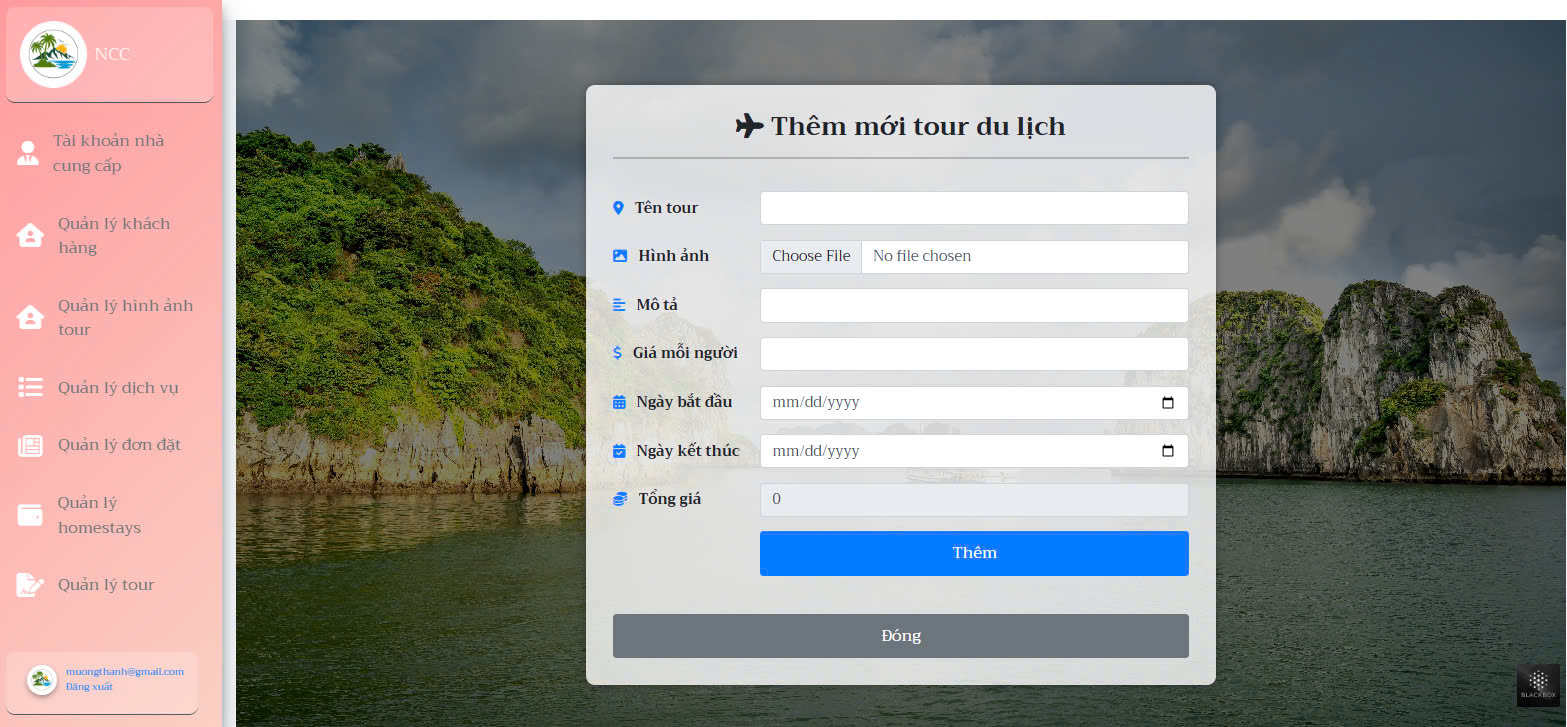 NCC
Tài khoản nhà
cung cấp
Quản lý khách
hàng
Quản lý hình ảnh
tour
Quản lý dịch vụ
Quản lý đơn đặt
Quản lý
homestays
Quản lý tour
muongthanh@gmail.com
Đăng xuất
Thêm mới tour du lịch
Tên tour
Hình ảnh
Choose File No file chosen
Mô tả
Giá mỗi người
Ngày bắt đầu
mm/dd/yyyy
Ngày kết thúc
mm/dd/yyyy
Tổng giá
0
Thêm
Đóng
BLACKBOX